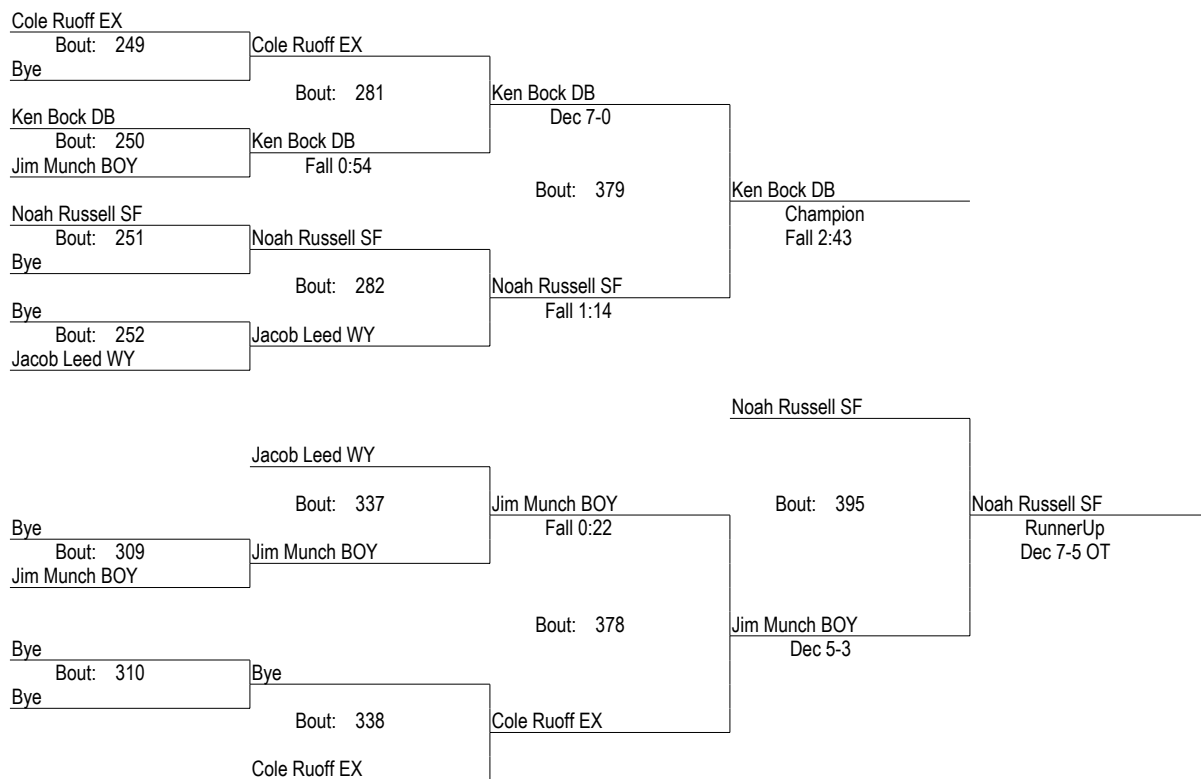 Cole Ruoff EX
Bout: 249
Cole Ruoff EX
Bye
Bout: 281
Ken Bock DB
Dec 7-0
Ken Bock DB
Bout: 250
Ken Bock DB
Jim Munch BOY
Fall 0:54
Bout: 379
Ken Bock DB
Champion
Fall 2:43
Noah Russell SF
Bout: 251
Noah Russell SF
Bye
Bout: 282
Noah Russell SF
Fall 1:14
Bye
Bout: 252
Jacob Leed WY
Jacob Leed WY
Noah Russell SF
Jacob Leed WY
Bout: 337
Jim Munch BOY
Fall 0:22
Bout: 395
Noah Russell SF
RunnerUp
Dec 7-5 OT
Bye
Bout: 309
Jim Munch BOY
Jim Munch BOY
Bout: 378
Jim Munch BOY
Dec 5-3
Bye
Bout: 310
Bye
Bye
Bout: 338
Cole Ruoff EX
Cole Ruoff EX